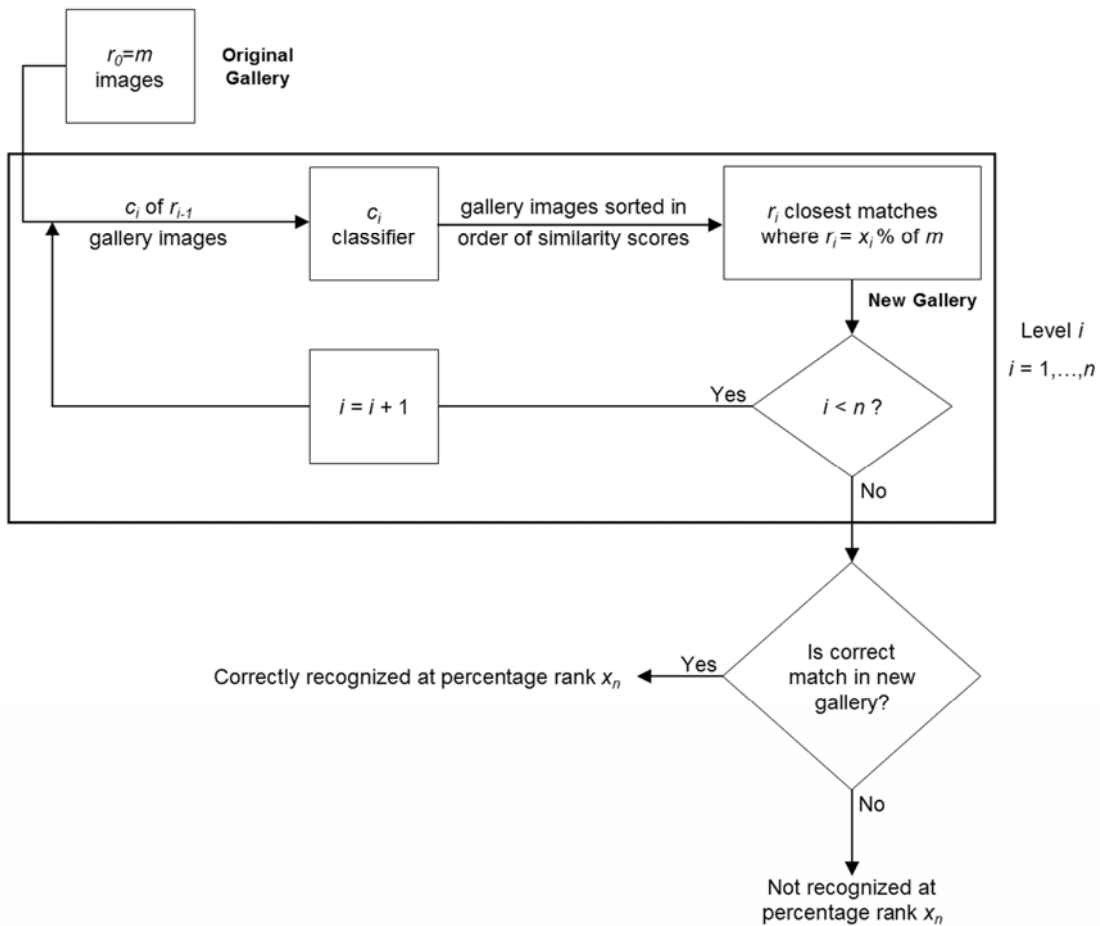 r₀=m
images
Original
Gallery
cᵢ of rᵢ₋₁
gallery images
cᵢ
classifier
gallery images sorted in
order of similarity scores
rᵢ closest matches
where rᵢ = xᵢ % of m
New Gallery
Level i
i = 1,...,n
i < n ?
Yes
i = i + 1
No
Is correct
match in new
gallery?
Yes
Correctly recognized at percentage rank xₙ
No
Not recognized at
percentage rank xₙ